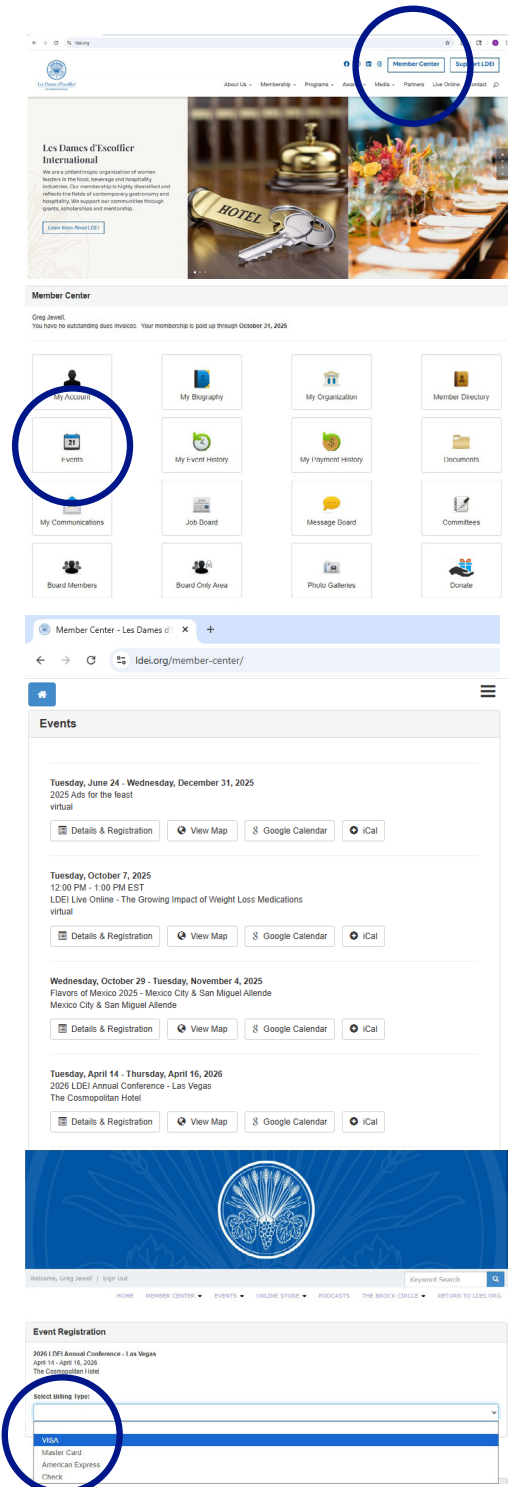 ldei.org
Member Center
Support LDEI
Les Dames d'Escoffier
About Us
Membership
Programs
Media
Partners
Live Online
Contact
Les Dames d'Escoffier
International
We are a philanthropic organization of women
leaders in the food, beverage and hospitality
industries. Our membership is highly diversified and
reflects the fields of contemporary gastronomy and
hospitality. We support our communities through
grants, scholarships and mentorship.
Learn More About LDEI
HOTEL
Member Center
Greg Jewell,
You have no outstanding dues invoices. Your membership is paid up through October 31, 2025
My Account
My Biography
My Organization
Member Directory
21
Events
My Event History
My Payment History
Documents
My Communications
Job Board
Message Board
Committees
Board Members
Board Only Area
Photo Galleries
Donate
Member Center - Les Dames d'
ldei.org/member-center/
Events
Tuesday, June 24 - Wednesday, December 31, 2025
2025 Ads for the feast
virtual
Details & Registration View Map Google Calendar iCal
Tuesday, October 7, 2025
12:00 PM - 1:00 PM EST
LDEI Live Online - The Growing Impact of Weight Loss Medications
virtual
Details & Registration View Map Google Calendar iCal
Wednesday, October 29 - Tuesday, November 4, 2025
Flavors of Mexico 2025 - Mexico City & San Miguel Allende
Mexico City & San Miguel Allende
Details & Registration View Map Google Calendar iCal
Tuesday, April 14 - Thursday, April 16, 2026
2026 LDEI Annual Conference - Las Vegas
The Cosmopolitan Hotel
Details & Registration View Map Google Calendar iCal
Welcome, Greg Jewell | Sign Out
Keyword Search
HOME MEMBER CENTER EVENTS ONLINE STORE PODCASTS THE BROCK CIRCLE RETURN TO LDEI.ORG
Event Registration
2026 LDEI Annual Conference - Las Vegas
April 14 - April 16, 2026
The Cosmopolitan Hotel
Select Billing Type:
VISA
Master Card
American Express
Check